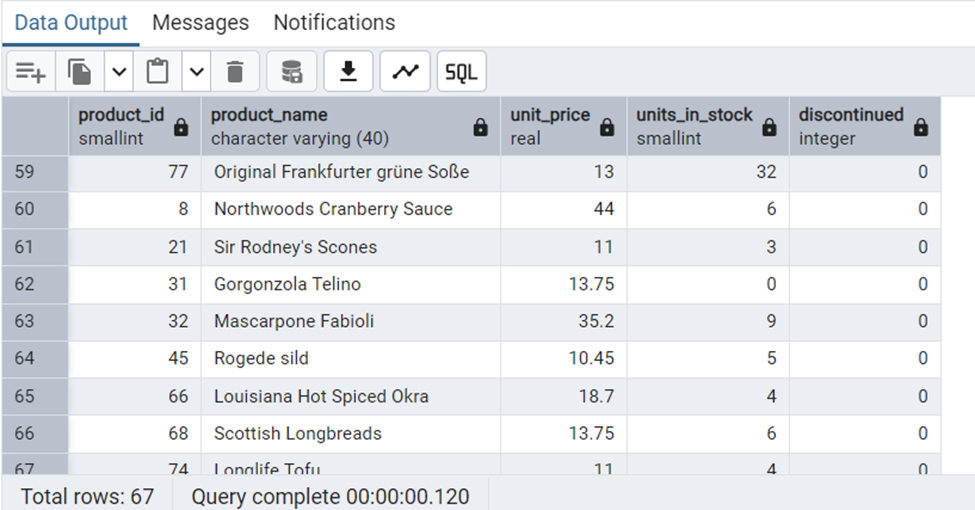 Data Output Messages Notifications
SQL
product_id product_name unit_price units_in_stock discontinued
smallint character varying (40) real smallint integer
59 77 Original Frankfurter grüne Soße 13 32 0
60 8 Northwoods Cranberry Sauce 44 6 0
61 21 Sir Rodney's Scones 11 3 0
62 31 Gorgonzola Telino 13.75 0 0
63 32 Mascarpone Fabioli 35.2 9 0
64 45 Rogede sild 10.45 5 0
65 66 Louisiana Hot Spiced Okra 18.7 4 0
66 68 Scottish Longbreads 13.75 6 0
67 74 Longlife Tofu 11 4 0
Total rows: 67 Query complete 00:00:00.120